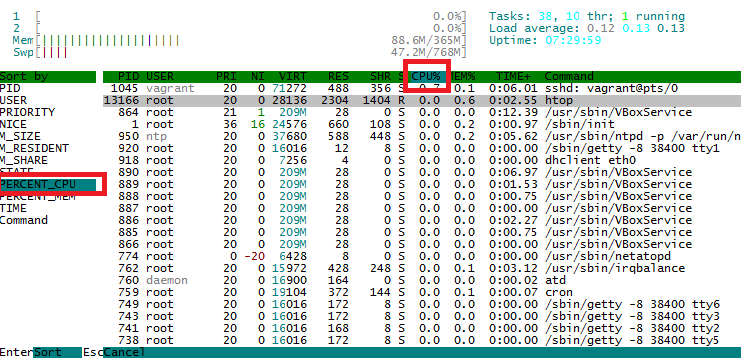 1 [ 0.0%] Tasks: 38, 10 thr; 1 running
2 [ 0.0%] Load average: 0.12 0.13 0.13
Mem[||||||||||||||||||||| 88.6M/365M] Uptime: 07:29:59
Swp[|||| 47.2M/768M]
Sort by PID USER PRI NI VIRT RES SHR S CPU% MEM% TIME+ Command
PID 1045 vagrant 20 0 71272 488 356 S 0.7 0.1 0:06.01 sshd: vagrant@pts/0
USER 13166 root 20 0 28136 2304 1404 R 0.0 0.6 0:02.55 htop
PRIORITY 864 root 21 1 209M 28 0 S 0.0 0.0 0:12.39 /usr/sbin/VBoxService
NICE 1 root 36 16 24576 660 108 S 0.0 0.2 0:00.97 /sbin/init
M_SIZE 950 ntp 20 0 37680 588 448 S 0.0 0.2 0:05.62 /usr/sbin/ntpd -p /var/run/n
M_RESIDENT 920 root 20 0 16016 12 8 S 0.0 0.0 0:00.00 /sbin/getty -8 38400 tty1
M_SHARE 918 root 20 0 7256 4 0 S 0.0 0.0 0:00.00 dhclient eth0
STATE 890 root 20 0 209M 28 0 S 0.0 0.0 0:06.97 /usr/sbin/VBoxService
PERCENT_CPU 889 root 20 0 209M 28 0 S 0.0 0.0 0:01.53 /usr/sbin/VBoxService
PERCENT_MEM 888 root 20 0 209M 28 0 S 0.0 0.0 0:00.75 /usr/sbin/VBoxService
TIME 887 root 20 0 209M 28 0 S 0.0 0.0 0:00.00 /usr/sbin/VBoxService
Command 886 root 20 0 209M 28 0 S 0.0 0.0 0:02.27 /usr/sbin/VBoxService
885 root 20 0 209M 28 0 S 0.0 0.0 0:00.75 /usr/sbin/VBoxService
866 root 20 0 209M 28 0 S 0.0 0.0 0:00.00 /usr/sbin/VBoxService
774 root 0 -20 6428 8 0 S 0.0 0.0 0:00.00 /usr/sbin/netatopd
762 root 20 0 15972 428 248 S 0.0 0.1 0:03.12 /usr/sbin/irqbalance
760 daemon 20 0 16900 164 0 S 0.0 0.0 0:00.02 atd
759 root 20 0 19104 372 144 S 0.0 0.1 0:00.07 cron
749 root 20 0 16016 172 8 S 0.0 0.0 0:00.00 /sbin/getty -8 38400 tty6
743 root 20 0 16016 172 8 S 0.0 0.0 0:00.00 /sbin/getty -8 38400 tty3
741 root 20 0 16016 168 8 S 0.0 0.0 0:00.00 /sbin/getty -8 38400 tty2
738 root 20 0 16016 172 8 S 0.0 0.0 0:00.00 /sbin/getty -8 38400 tty5
EnterSort EscCancel